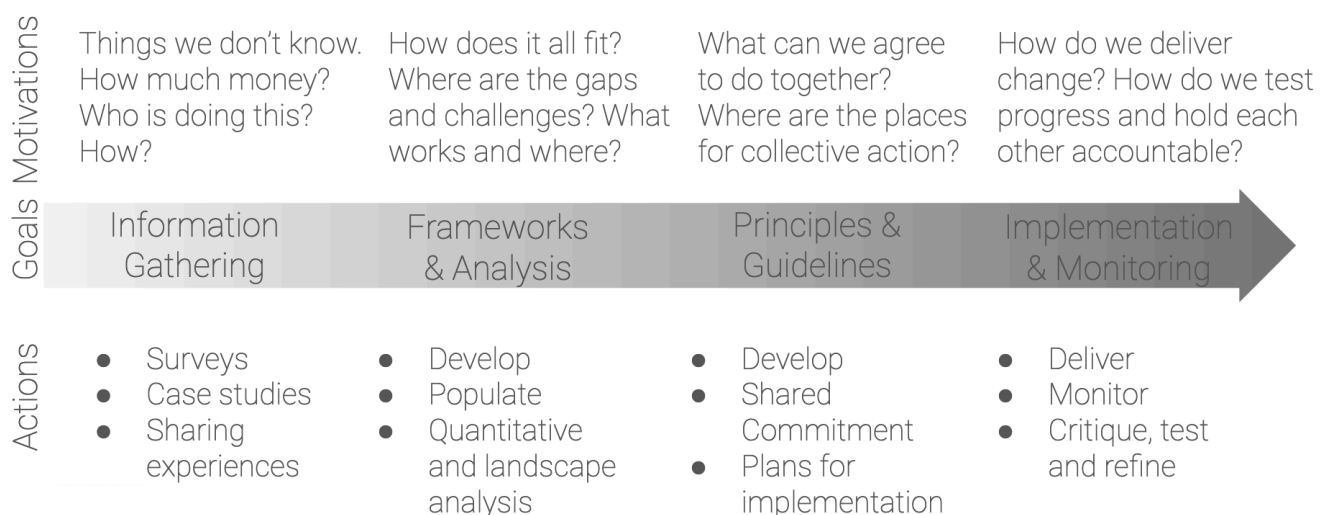 Motivations
Things we don't know.
How much money?
Who is doing this?
How?
How does it all fit?
Where are the gaps
and challenges? What
works and where?
What can we agree
to do together?
Where are the places
for collective action?
How do we deliver
change? How do we test
progress and hold each
other accountable?
Goals
Information
Gathering
Frameworks
& Analysis
Principles &
Guidelines
Implementation
& Monitoring
Actions
● Surveys
● Case studies
● Sharing
experiences
● Develop
● Populate
● Quantitative
and landscape
analysis
● Develop
● Shared
Commitment
● Plans for
implementation
● Deliver
● Monitor
● Critique, test
and refine